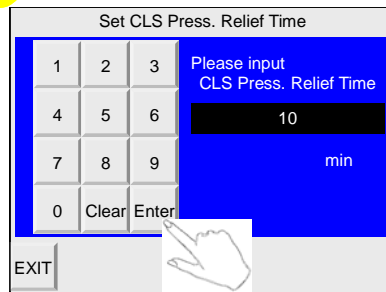 Set CLS Press. Relief Time
1 2 3
Please input
CLS Press. Relief Time
4 5 6
10
7 8 9
min
0 Clear Enter
EXIT